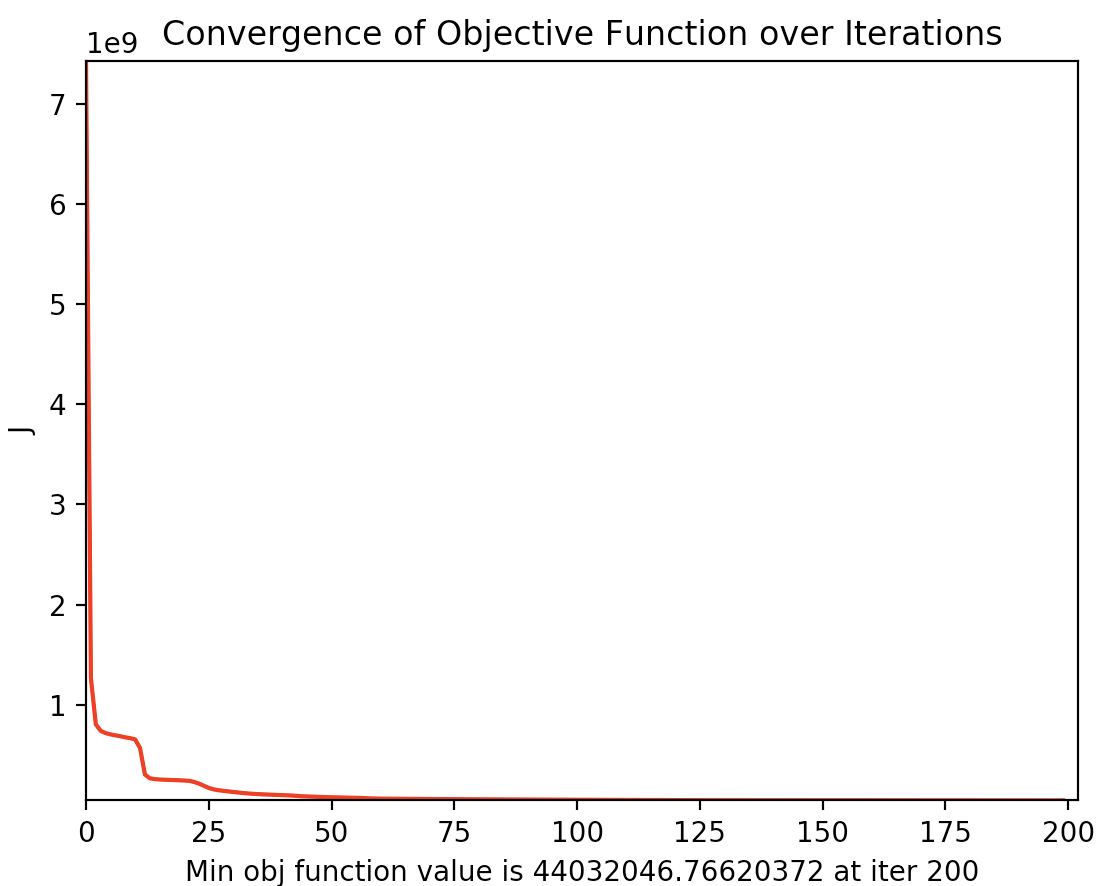 Convergence of Objective Function over Iterations
1e9
7
6
5
4
3
2
1
J
0 25 50 75 100 125 150 175 200
Min obj function value is 44032046.76620372 at iter 200